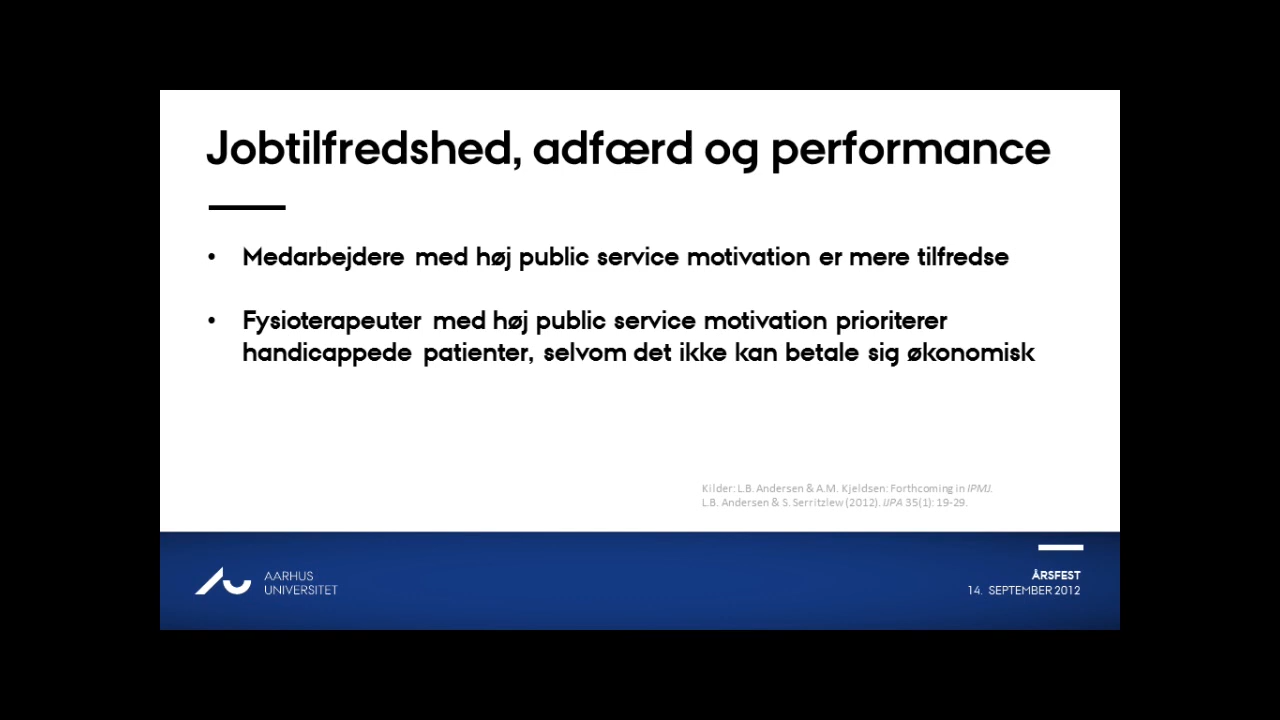 Jobtilfredshed, adfærd og performance
• Medarbejdere med høj public service motivation er mere tilfredse
• Fysioterapeuter med høj public service motivation prioriterer
handicappede patienter, selvom det ikke kan betale sig økonomisk
Kilder: L.B. Andersen & A.M. Kjeldsen: Forthcoming in IPMJ.
L.B. Andersen & S. Serritzlew (2012). IJPA 35(1): 19-29.
AARHUS
UNIVERSITET
ÅRSFEST
14. SEPTEMBER 2012